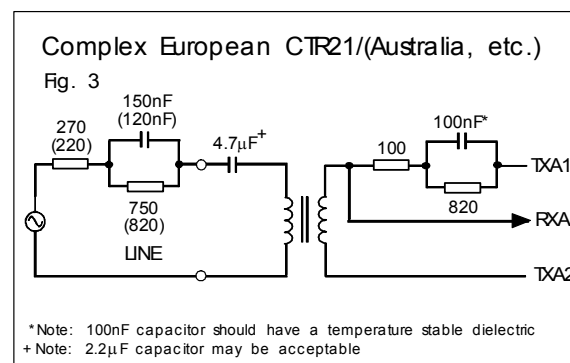 Complex European CTR21/(Australia, etc.)
Fig. 3
150nF
(120nF)
270
(220)
4.7µF+
100nF*
100
TXA1
750
(820)
820
RXA
LINE
TXA2
*Note: 100nF capacitor should have a temperature stable dielectric
+ Note: 2.2µF capacitor may be acceptable